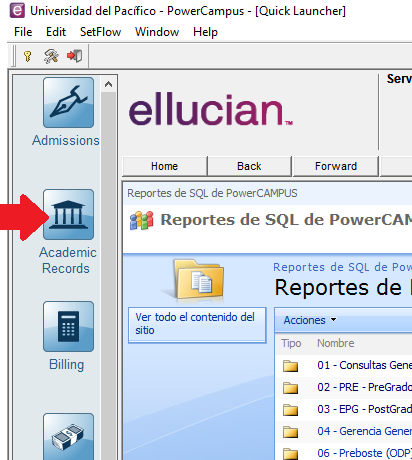 Universidad del Pacífico - PowerCampus - [Quick Launcher]
File Edit SetFlow Window Help
Admissions
Academic
Records
Billing
Serv
ellucian™
Home Back Forward
Reportes de SQL de PowerCAMPUS
Reportes de SQL de PowerCAM
Reportes de SQL de Pow
Reportes de
Ver todo el contenido del
sitio
Acciones
Tipo Nombre
01 - Consultas Gene
02 - PRE - PreGrado
03 - EPG - PostGrad
04 - Gerencia Gener
06 - Preboste (ODP)